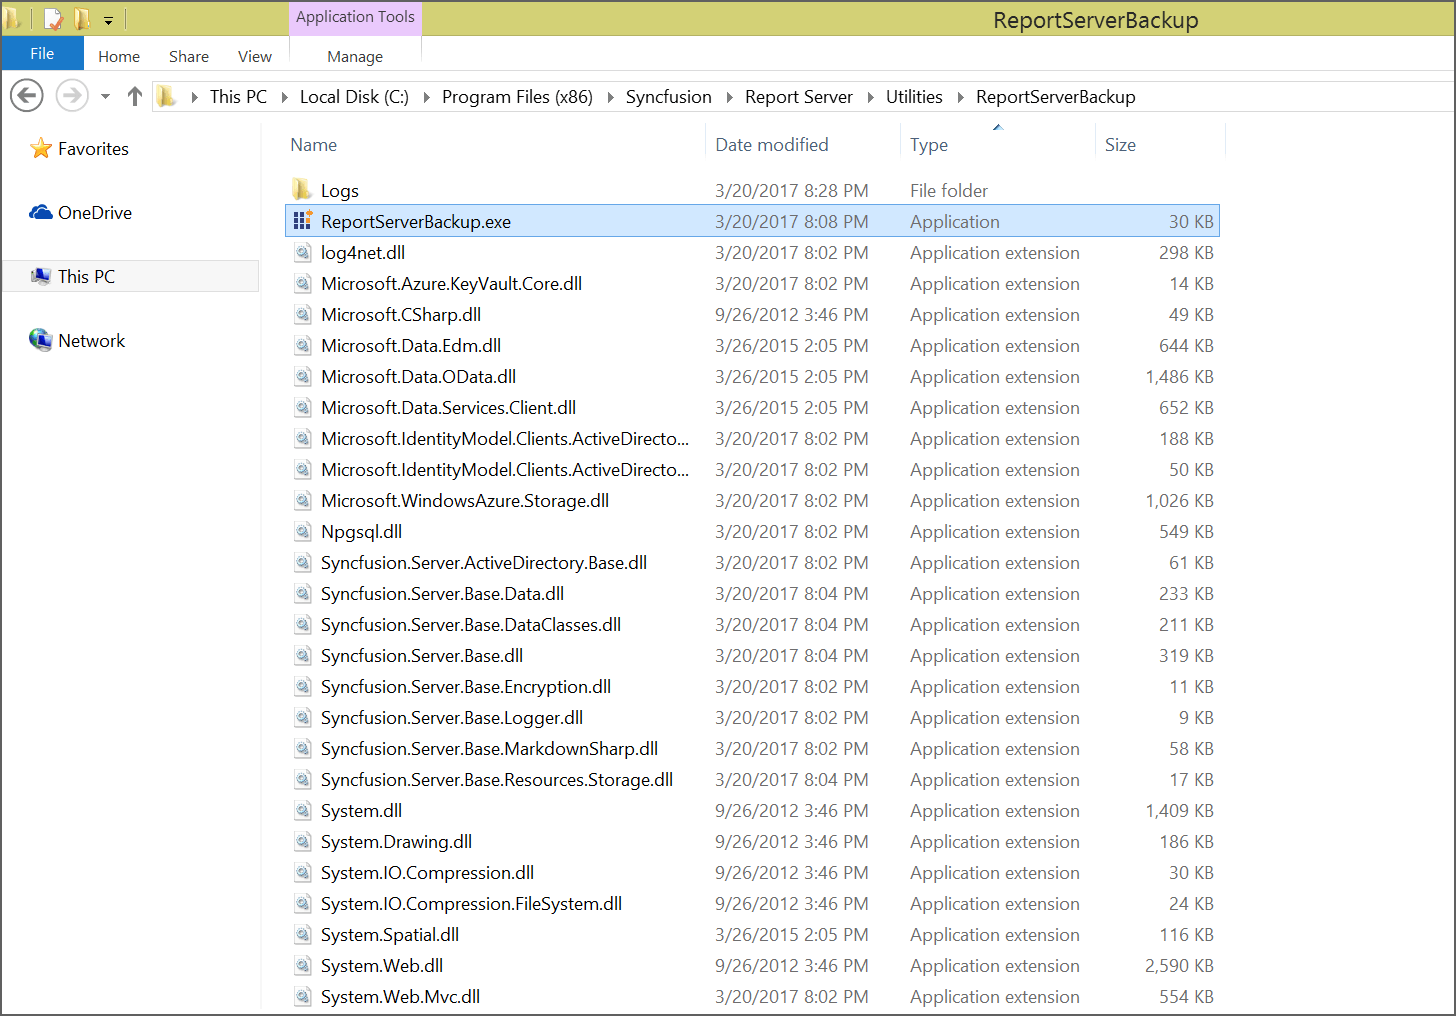 Application Tools ReportServerBackup
File Home Share View Manage
This PC Local Disk (C:) Program Files (x86) Syncfusion Report Server Utilities ReportServerBackup
Favorites
OneDrive
This PC
Network
Name Date modified Type Size
Logs 3/20/2017 8:28 PM File folder
ReportServerBackup.exe 3/20/2017 8:08 PM Application 30 KB
log4net.dll 3/20/2017 8:02 PM Application extension 298 KB
Microsoft.Azure.KeyVault.Core.dll 3/20/2017 8:02 PM Application extension 14 KB
Microsoft.CSharp.dll 9/26/2012 3:46 PM Application extension 49 KB
Microsoft.Data.Edm.dll 3/26/2015 2:05 PM Application extension 644 KB
Microsoft.Data.OData.dll 3/26/2015 2:05 PM Application extension 1,486 KB
Microsoft.Data.Services.Client.dll 3/26/2015 2:05 PM Application extension 652 KB
Microsoft.IdentityModel.Clients.ActiveDirecto... 3/20/2017 8:02 PM Application extension 188 KB
Microsoft.IdentityModel.Clients.ActiveDirecto... 3/20/2017 8:02 PM Application extension 50 KB
Microsoft.WindowsAzure.Storage.dll 3/20/2017 8:02 PM Application extension 1,026 KB
Npgsql.dll 3/20/2017 8:02 PM Application extension 549 KB
Syncfusion.Server.ActiveDirectory.Base.dll 3/20/2017 8:02 PM Application extension 61 KB
Syncfusion.Server.Base.Data.dll 3/20/2017 8:04 PM Application extension 233 KB
Syncfusion.Server.Base.DataClasses.dll 3/20/2017 8:04 PM Application extension 211 KB
Syncfusion.Server.Base.dll 3/20/2017 8:04 PM Application extension 319 KB
Syncfusion.Server.Base.Encryption.dll 3/20/2017 8:02 PM Application extension 11 KB
Syncfusion.Server.Base.Logger.dll 3/20/2017 8:02 PM Application extension 9 KB
Syncfusion.Server.Base.MarkdownSharp.dll 3/20/2017 8:02 PM Application extension 58 KB
Syncfusion.Server.Base.Resources.Storage.dll 3/20/2017 8:04 PM Application extension 17 KB
System.dll 9/26/2012 3:46 PM Application extension 1,409 KB
System.Drawing.dll 9/26/2012 3:46 PM Application extension 186 KB
System.IO.Compression.dll 9/26/2012 3:46 PM Application extension 30 KB
System.IO.Compression.FileSystem.dll 9/26/2012 3:46 PM Application extension 24 KB
System.Spatial.dll 3/26/2015 2:05 PM Application extension 116 KB
System.Web.dll 9/26/2012 3:46 PM Application extension 2,590 KB
System.Web.Mvc.dll 3/20/2017 8:02 PM Application extension 554 KB